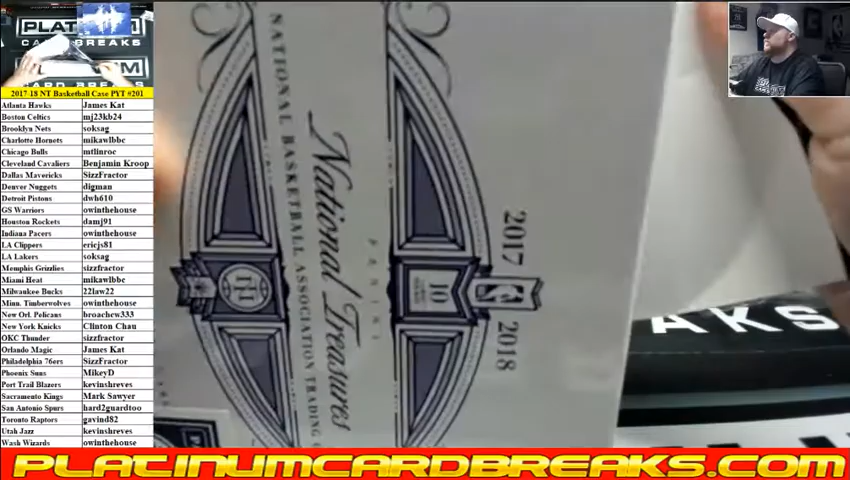 PLATINUM
CARD BREAKS
2017-18 NT Basketball Case PYT #201
Atlanta Hawks James Kat
Boston Celtics mj23kb24
Brooklyn Nets soksag
Charlotte Hornets mikawlbbc
Chicago Bulls mtlinroc
Cleveland Cavaliers Benjamin Kroop
Dallas Mavericks SizzFractor
Denver Nuggets digman
Detroit Pistons dwh610
GS Warriors owinthehouse
Houston Rockets damj91
Indiana Pacers owinthehouse
LA Clippers ericjs81
LA Lakers soksag
Memphis Grizzlies sizzfractor
Miami Heat mikawlbbc
Milwaukee Bucks 22law22
Minn. Timberwolves owinthehouse
New Orl. Pelicans broachcw333
New York Knicks Clinton Chau
OKC Thunder sizzfractor
Orlando Magic James Kat
Philadelphia 76ers SizzFractor
Phoenix Suns MikeyD
Port Trail Blazers kevinshreves
Sacramento Kings Mark Sawyer
San Antonio Spurs hard2guardtoo
Toronto Raptors gavind82
Utah Jazz kevinshreves
Wash Wizards owinthehouse
2017 2018
10
PANINI
National Treasures
NATIONAL BASKETBALL ASSOCIATION TRADING
NT
AKS
PLATINUMCARDBREAKS.COM